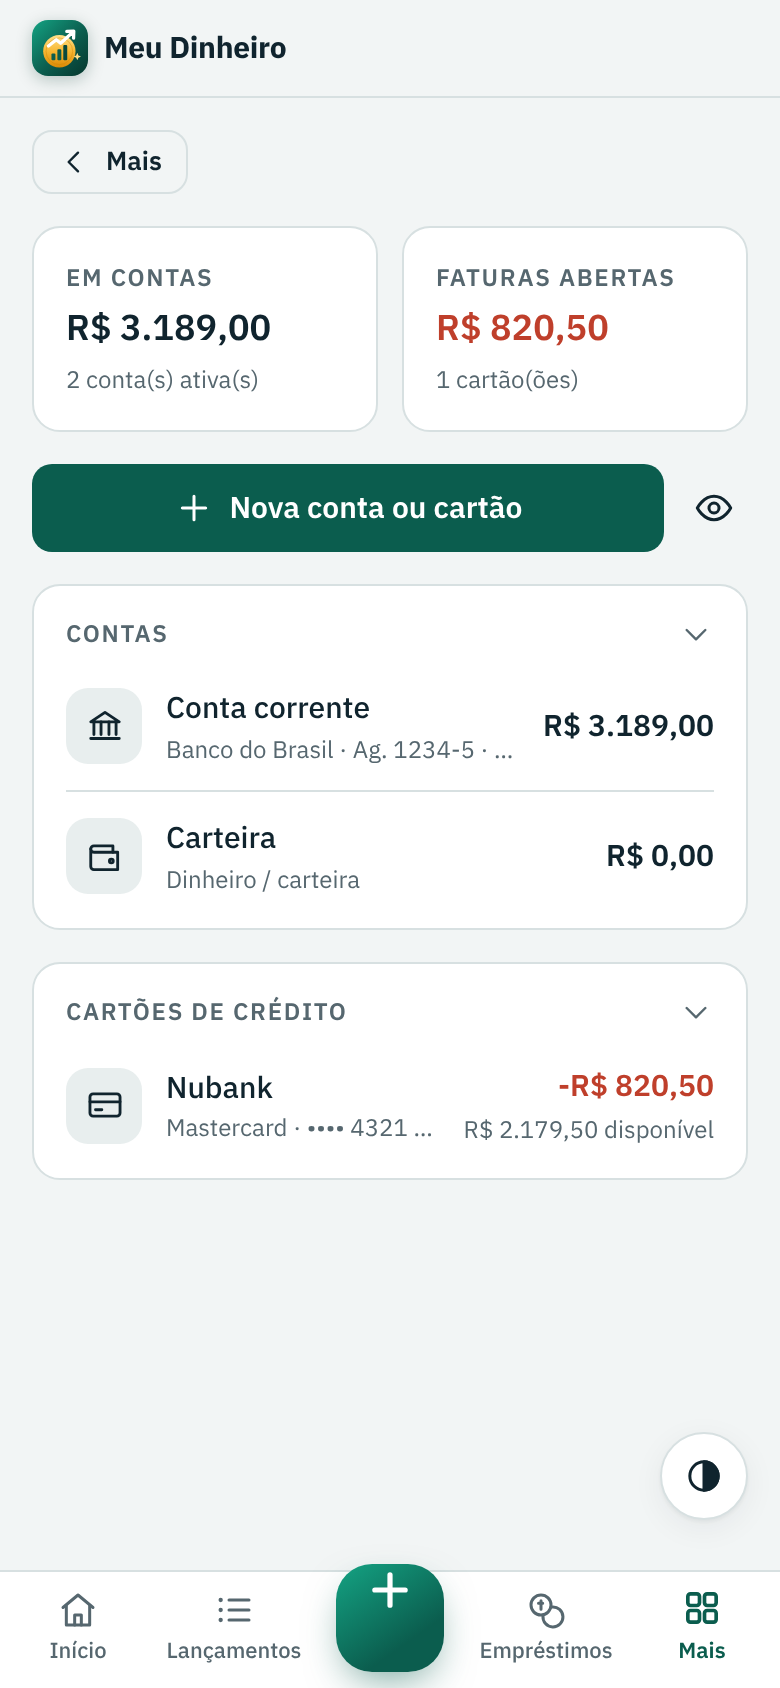 Meu Dinheiro
Mais
EM CONTAS
R$ 3.189,00
2 conta(s) ativa(s)
FATURAS ABERTAS
R$ 820,50
1 cartão(ões)
Nova conta ou cartão
CONTAS
Conta corrente
R$ 3.189,00
Banco do Brasil · Ag. 1234-5 · ...
Carteira
R$ 0,00
Dinheiro / carteira
CARTÕES DE CRÉDITO
Nubank
-R$ 820,50
Mastercard · •••• 4321 ...
R$ 2.179,50 disponível
Início
Lançamentos
Empréstimos
Mais